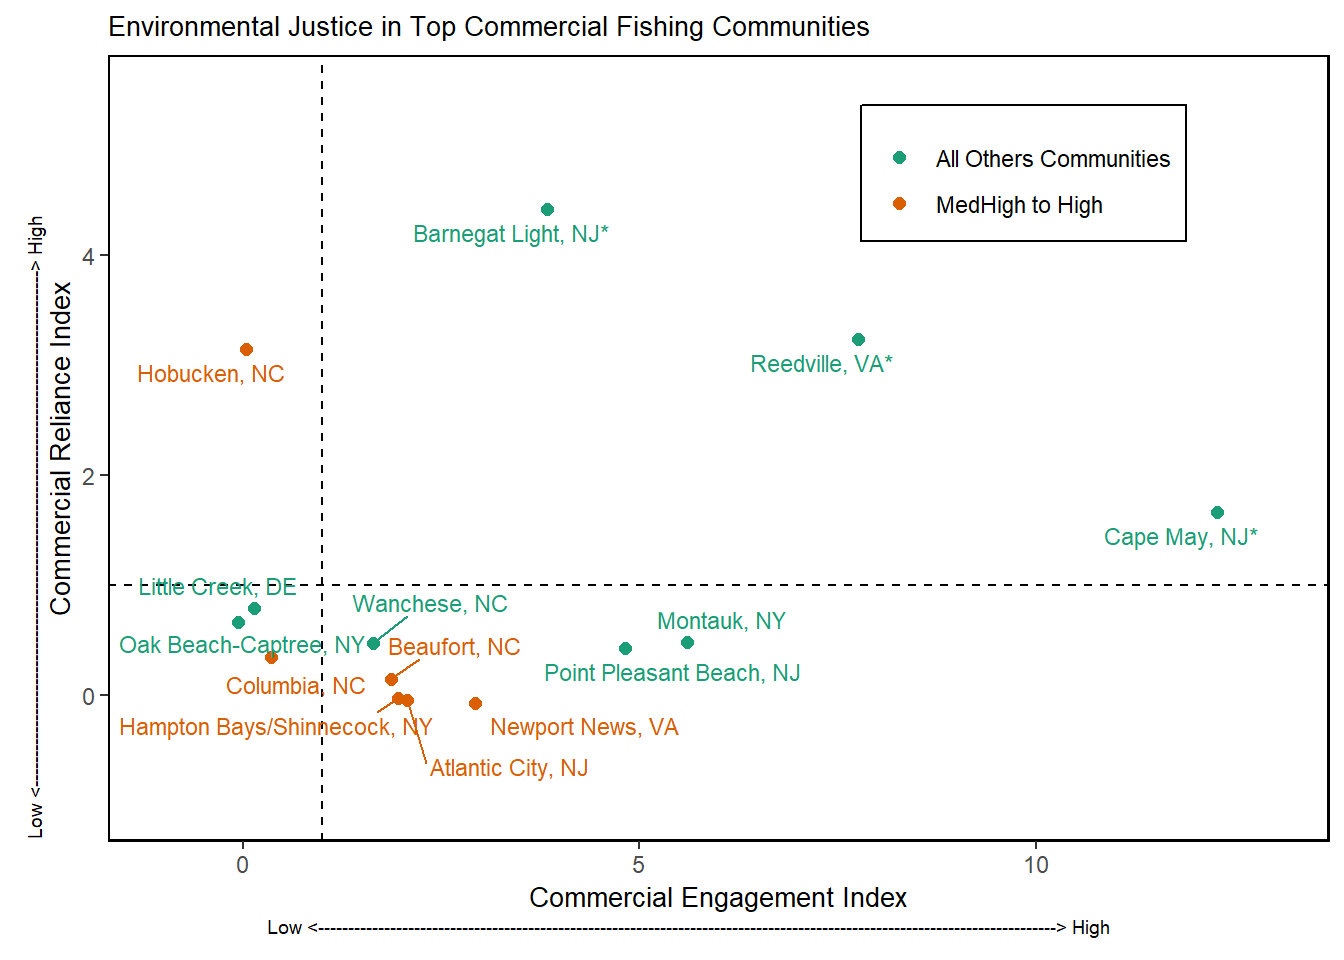 Environmental Justice in Top Commercial Fishing Communities
All Others Communities
MedHigh to High
Barnegat Light, NJ*
Reedville, VA*
Hobucken, NC
Cape May, NJ*
Little Creek, DE
Wanchese, NC
Montauk, NY
Oak Beach-Captree, NY
Beaufort, NC
Point Pleasant Beach, NJ
Columbia, NC
Hampton Bays/Shinnecock, NY
Newport News, VA
Atlantic City, NJ
4
2
0
Commercial Reliance Index
Low <--------------------------------------------------------------------------------------> High
0 5 10
Commercial Engagement Index
Low <----------------------------------------------------------------------------------------------------------------------------> High